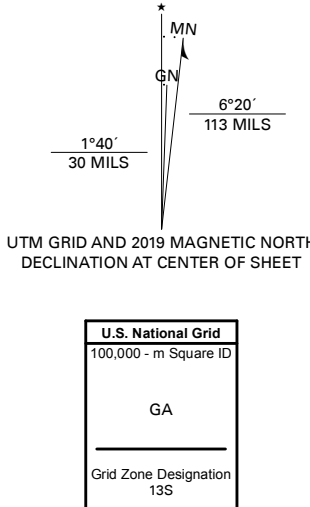 ★
MN
GN
6°20´
113 MILS
1°40´
30 MILS
UTM GRID AND 2019 MAGNETIC NORTH
DECLINATION AT CENTER OF SHEET
U.S. National Grid
100,000 - m Square ID
GA
Grid Zone Designation
13S